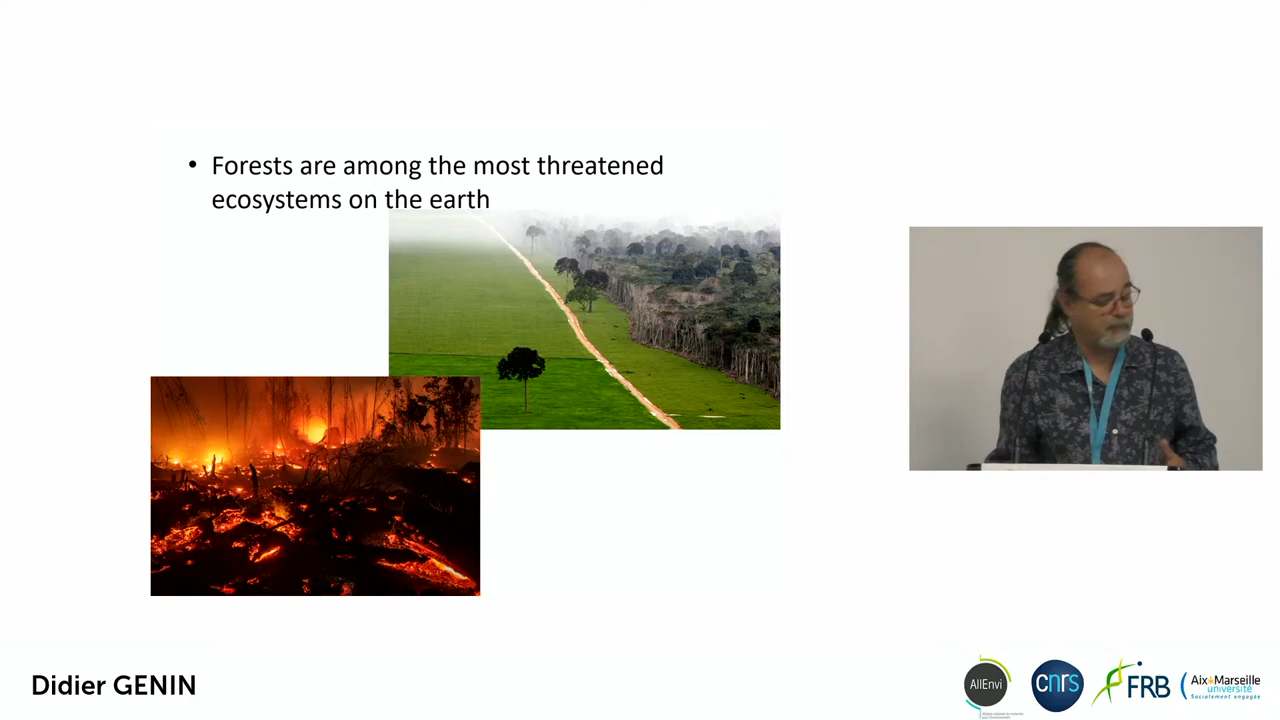 • Forests are among the most threatened
ecosystems on the earth
Didier GENIN
AllEnvi
cnrs
FRB
Aix Marseille
université
Socialement engagée